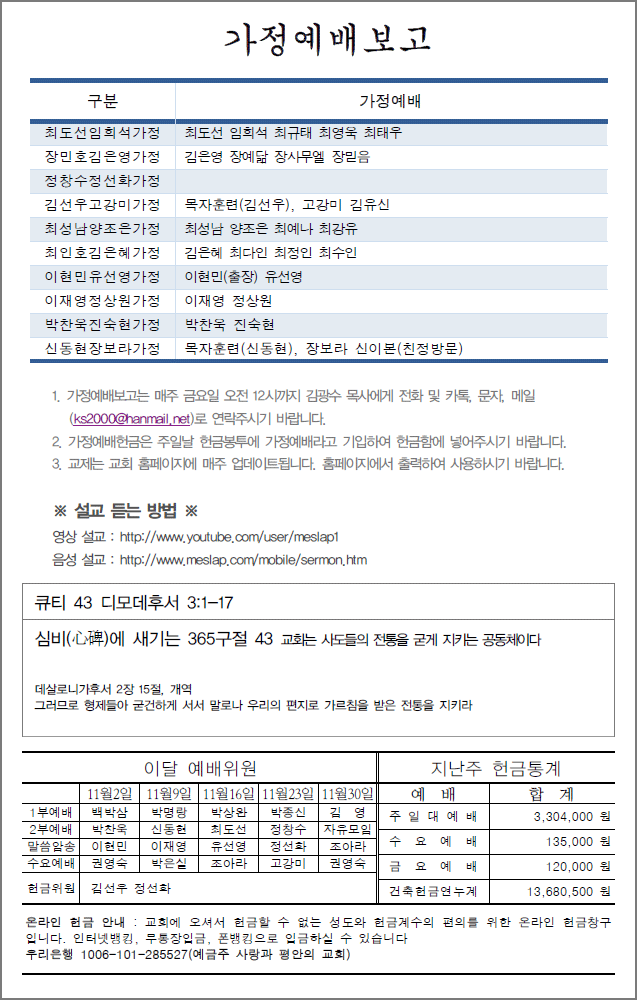 가정예배보고
구분 가정예배
최도선임희석가정 최도선 임희석 최규태 최영욱 최태우
장민호김은영가정 김은영 장예닮 장사무엘 장믿음
정창수정선화가정
김선우고강미가정 목자훈련(김선우), 고강미 김유신
최성남양조은가정 최성남 양조은 최예나 최강유
최인호김은혜가정 김은혜 최다인 최정인 최수인
이현민유선영가정 이현민(출장) 유선영
이재영정상원가정 이재영 정상원
박찬욱진숙현가정 박찬욱 진숙현
신동현장보라가정 목자훈련(신동현), 장보라 신이본(친정방문)
1. 가정예배보고는 매주 금요일 오전 12시까지 김광수 목사에게 전화 및 카톡, 문자, 메일
(ks2000@hanmail.net)로 연락주시기 바랍니다.
2. 가정예배헌금은 주일날 헌금봉투에 가정예배라고 기입하여 헌금함에 넣어주시기 바랍니다.
3. 교제는 교회 홈페이지에 매주 업데이트됩니다. 홈페이지에서 출력하여 사용하시기 바랍니다.
※ 설교 듣는 방법 ※
영상 설교 : http://www.youtube.com/user/meslap1
음성 설교 : http://www.meslap.com/mobile/sermon.htm
큐티 43 디모데후서 3:1-17
심비(心碑)에 새기는 365구절 43 교회는 사도들의 전통을 굳게 지키는 공동체이다
데살로니가후서 2장 15절, 개역
그러므로 형제들아 굳건하게 서서 말로나 우리의 편지로 가르침을 받은 전통을 지키라
이달 예배위원
11월2일 11월9일 11월16일 11월23일 11월30일
1부예배 백박삼 박명랑 박상완 박종신 김 영
2부예배 박찬욱 신동현 최도선 정창수 자유모임
말씀암송 이현민 이재영 유선영 정선화 조아라
수요예배 권영숙 박은실 조아라 고강미 권영숙
헌금위원 김선우 정선화
지난주 헌금통계
예 배 합 계
주 일 대 예 배 3,304,000 원
수 요 예 배 135,000 원
금 요 예 배 120,000 원
건축헌금연누계 13,680,500 원
온라인 헌금 안내 : 교회에 오셔서 헌금할 수 없는 성도와 헌금계수의 편의를 위한 온라인 헌금창구
입니다. 인터넷뱅킹, 무통장입금, 폰뱅킹으로 입금하실 수 있습니다
우리은행 1006-101-285527(예금주 사랑과 평안의 교회)